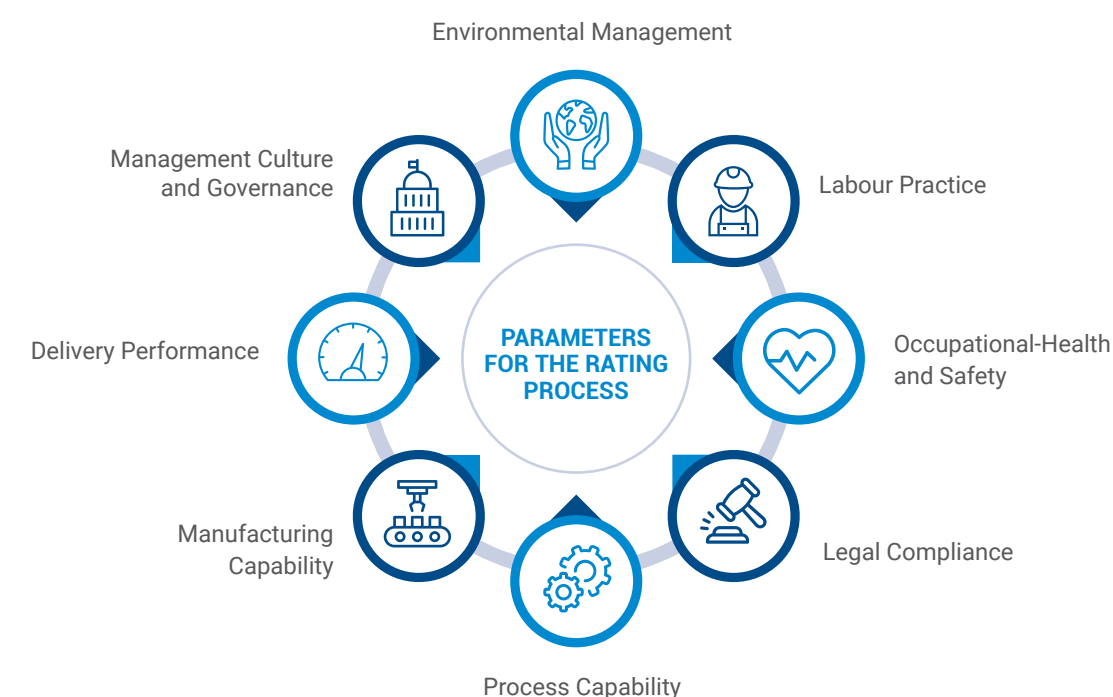 Environmental Management
Management Culture
and Governance
Labour Practice
Delivery Performance
PARAMETERS
FOR THE RATING
PROCESS
Occupational-Health
and Safety
Manufacturing
Capability
Legal Compliance
Process Capability